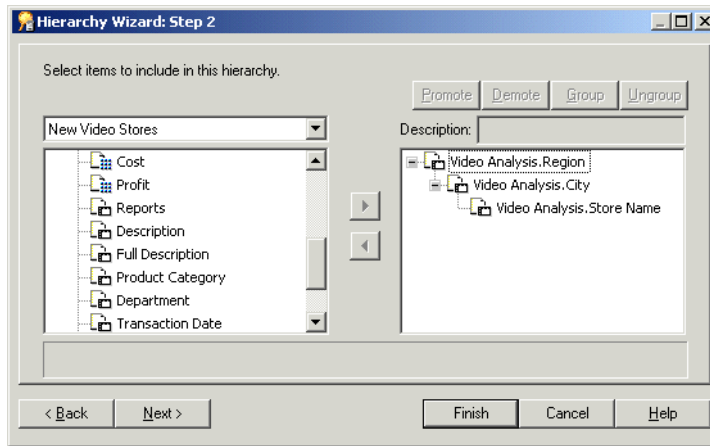 Hierarchy Wizard: Step 2
Select items to include in this hierarchy.
Promote Demote Group Ungroup
New Video Stores
Description:
Cost
Profit
Reports
Description
Full Description
Product Category
Department
Transaction Date
Video Analysis.Region
Video Analysis.City
Video Analysis.Store Name
< Back Next > Finish Cancel Help